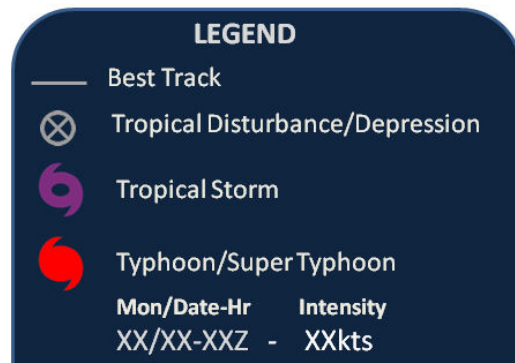 LEGEND
Best Track
Tropical Disturbance/Depression
Tropical Storm
Typhoon/Super Typhoon
Mon/Date-Hr Intensity
XX/XX-XXZ - XXkts